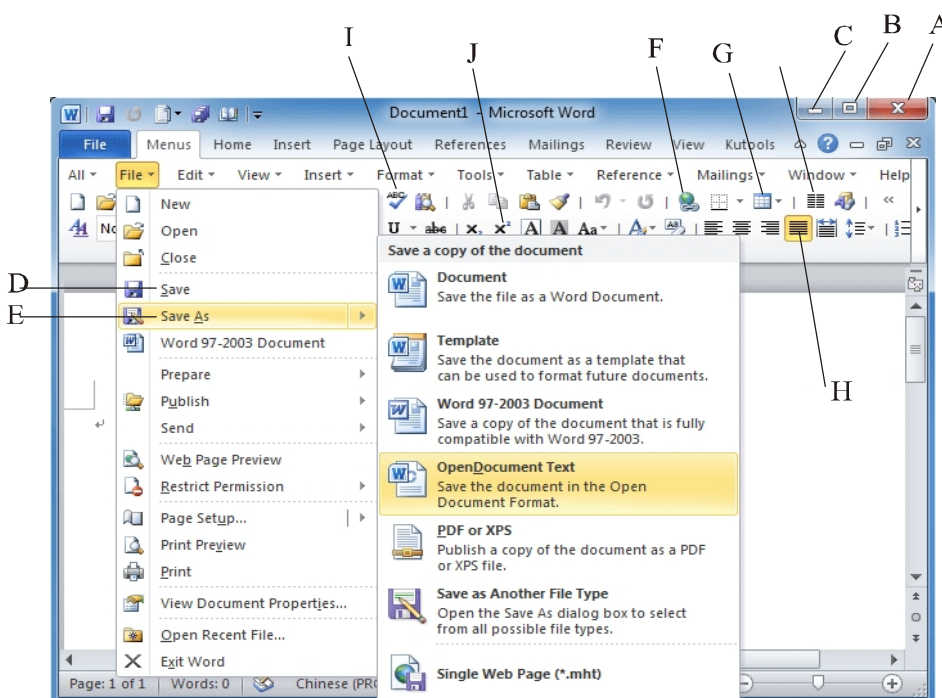 I J F G C B A
Document1 - Microsoft Word
File Menus Home Insert Page Layout References Mailings Review View Kutools
All File Edit View Insert Format Tools Table Reference Mailings Window Help
New
Open
Close
D Save
E Save As
Word 97-2003 Document
Prepare
Publish
Send
Web Page Preview
Restrict Permission
Page Setup...
Print Preview
Print
View Document Properties...
Open Recent File...
Exit Word
Save a copy of the document
Document
Save the file as a Word Document.
Template
Save the document as a template that
can be used to format future documents.
Word 97-2003 Document
Save a copy of the document that is fully
compatible with Word 97-2003.
OpenDocument Text
Save the document in the Open
Document Format.
PDF or XPS
Publish a copy of the document as a PDF
or XPS file.
Save as Another File Type
Open the Save As dialog box to select
from all possible file types.
Single Web Page (*.mht)
H
Page: 1 of 1 Words: 0 Chinese (PR